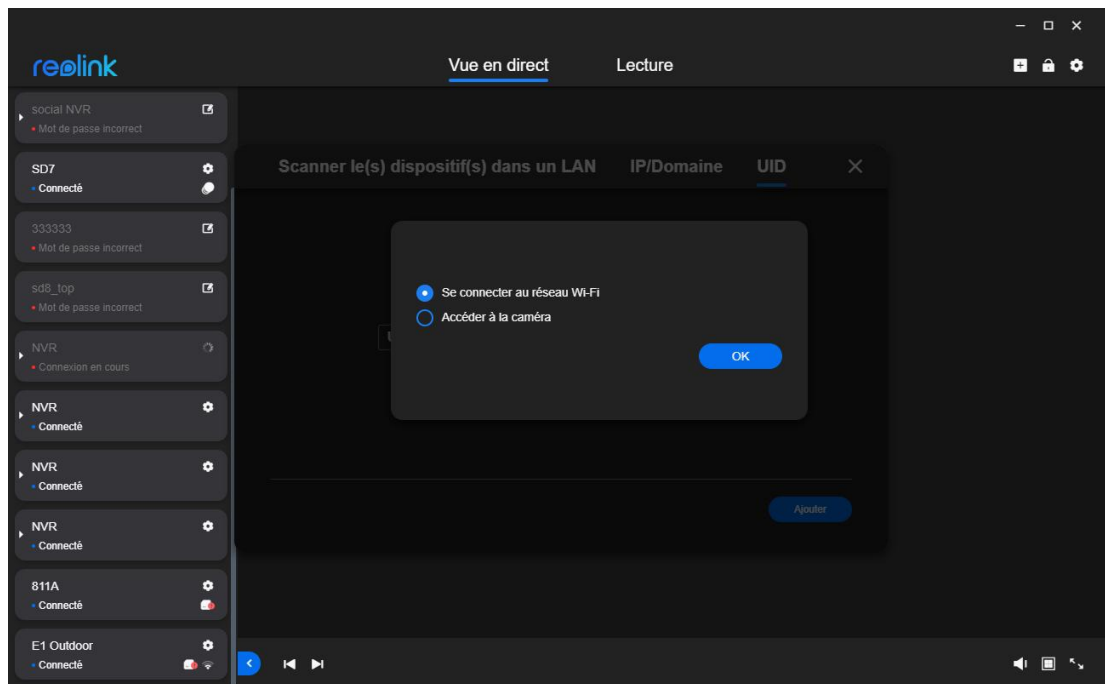 reolink
Vue en direct
Lecture
social NVR
Mot de passe incorrect
SD7
Connecté
333333
Mot de passe incorrect
sd8_top
Mot de passe incorrect
NVR
Connexion en cours
NVR
Connecté
NVR
Connecté
NVR
Connecté
811A
Connecté
E1 Outdoor
Connecté
Scanner le(s) dispositif(s) dans un LAN
IP/Domaine
UID
Se connecter au réseau Wi-Fi
Accéder à la caméra
OK
Ajouter